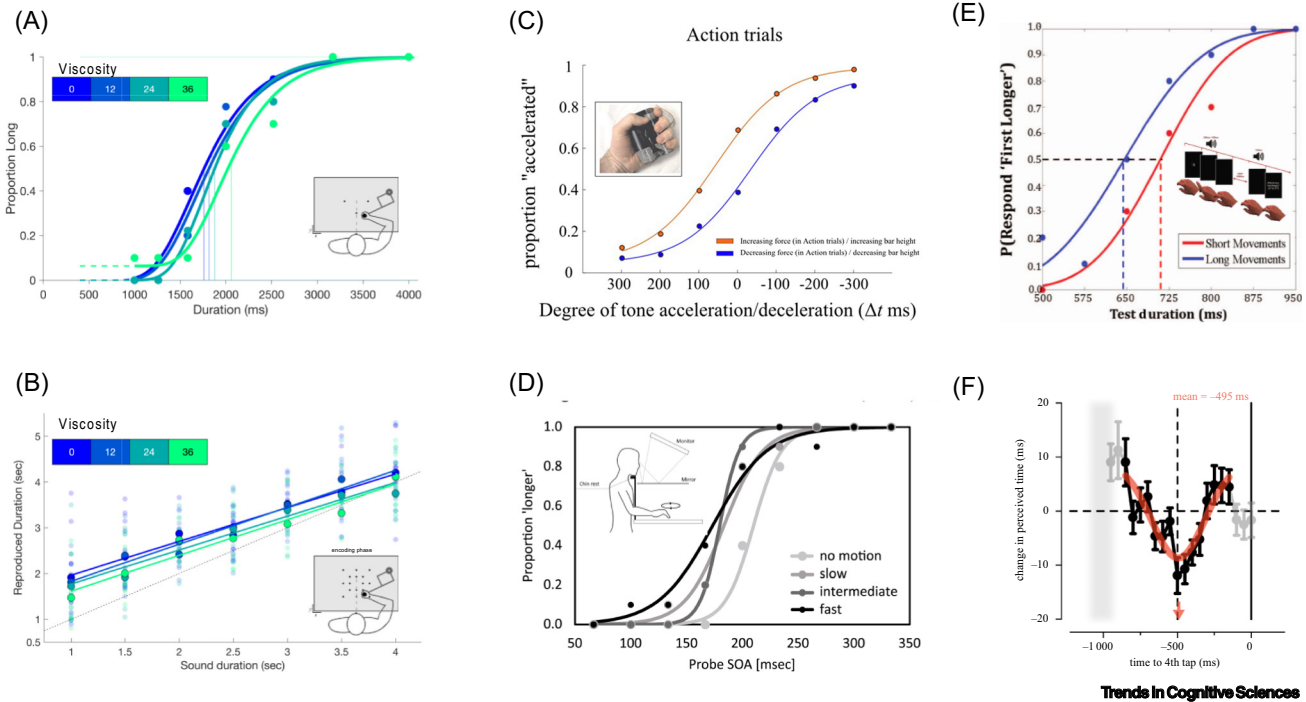 (A)
Viscosity
0 12 24 36
Proportion Long
1
0.8
0.6
0.4
0.2
0
0 500 1000 1500 2000 2500 3000 3500 4000
Duration (ms)
(B)
Viscosity
0 12 24 36
Reproduced Duration (sec)
5
4
3
2
1
0.5
encoding phase
1 1.5 2 2.5 3 3.5 4
Sound duration (sec)
(C)
Action trials
proportion "accelerated"
1
0.8
0.6
0.4
0.2
0
Increasing force (in Action trials) / increasing bar height
Decreasing force (in Action trials) / decreasing bar height
300 200 100 0 -100 -200 -300
Degree of tone acceleration/deceleration (Δt ms)
(D)
Proportion 'longer'
1.0
0.8
0.6
0.4
0.2
0.0
Monitor
Mirror
Chin rest
no motion
slow
intermediate
fast
50 100 150 200 250 300 350
Probe SOA [msec]
(E)
P(Respond 'First Longer')
1.0
0.9
0.8
0.7
0.6
0.5
0.4
0.3
0.2
0.1
0.0
Short Movements
Long Movements
500 575 650 725 800 875 950
Test duration (ms)
(F)
mean = –495 ms
change in perceived time (ms)
20
10
0
–10
–20
–1 000 –500 0
time to 4th tap (ms)
Trends in Cognitive Sciences